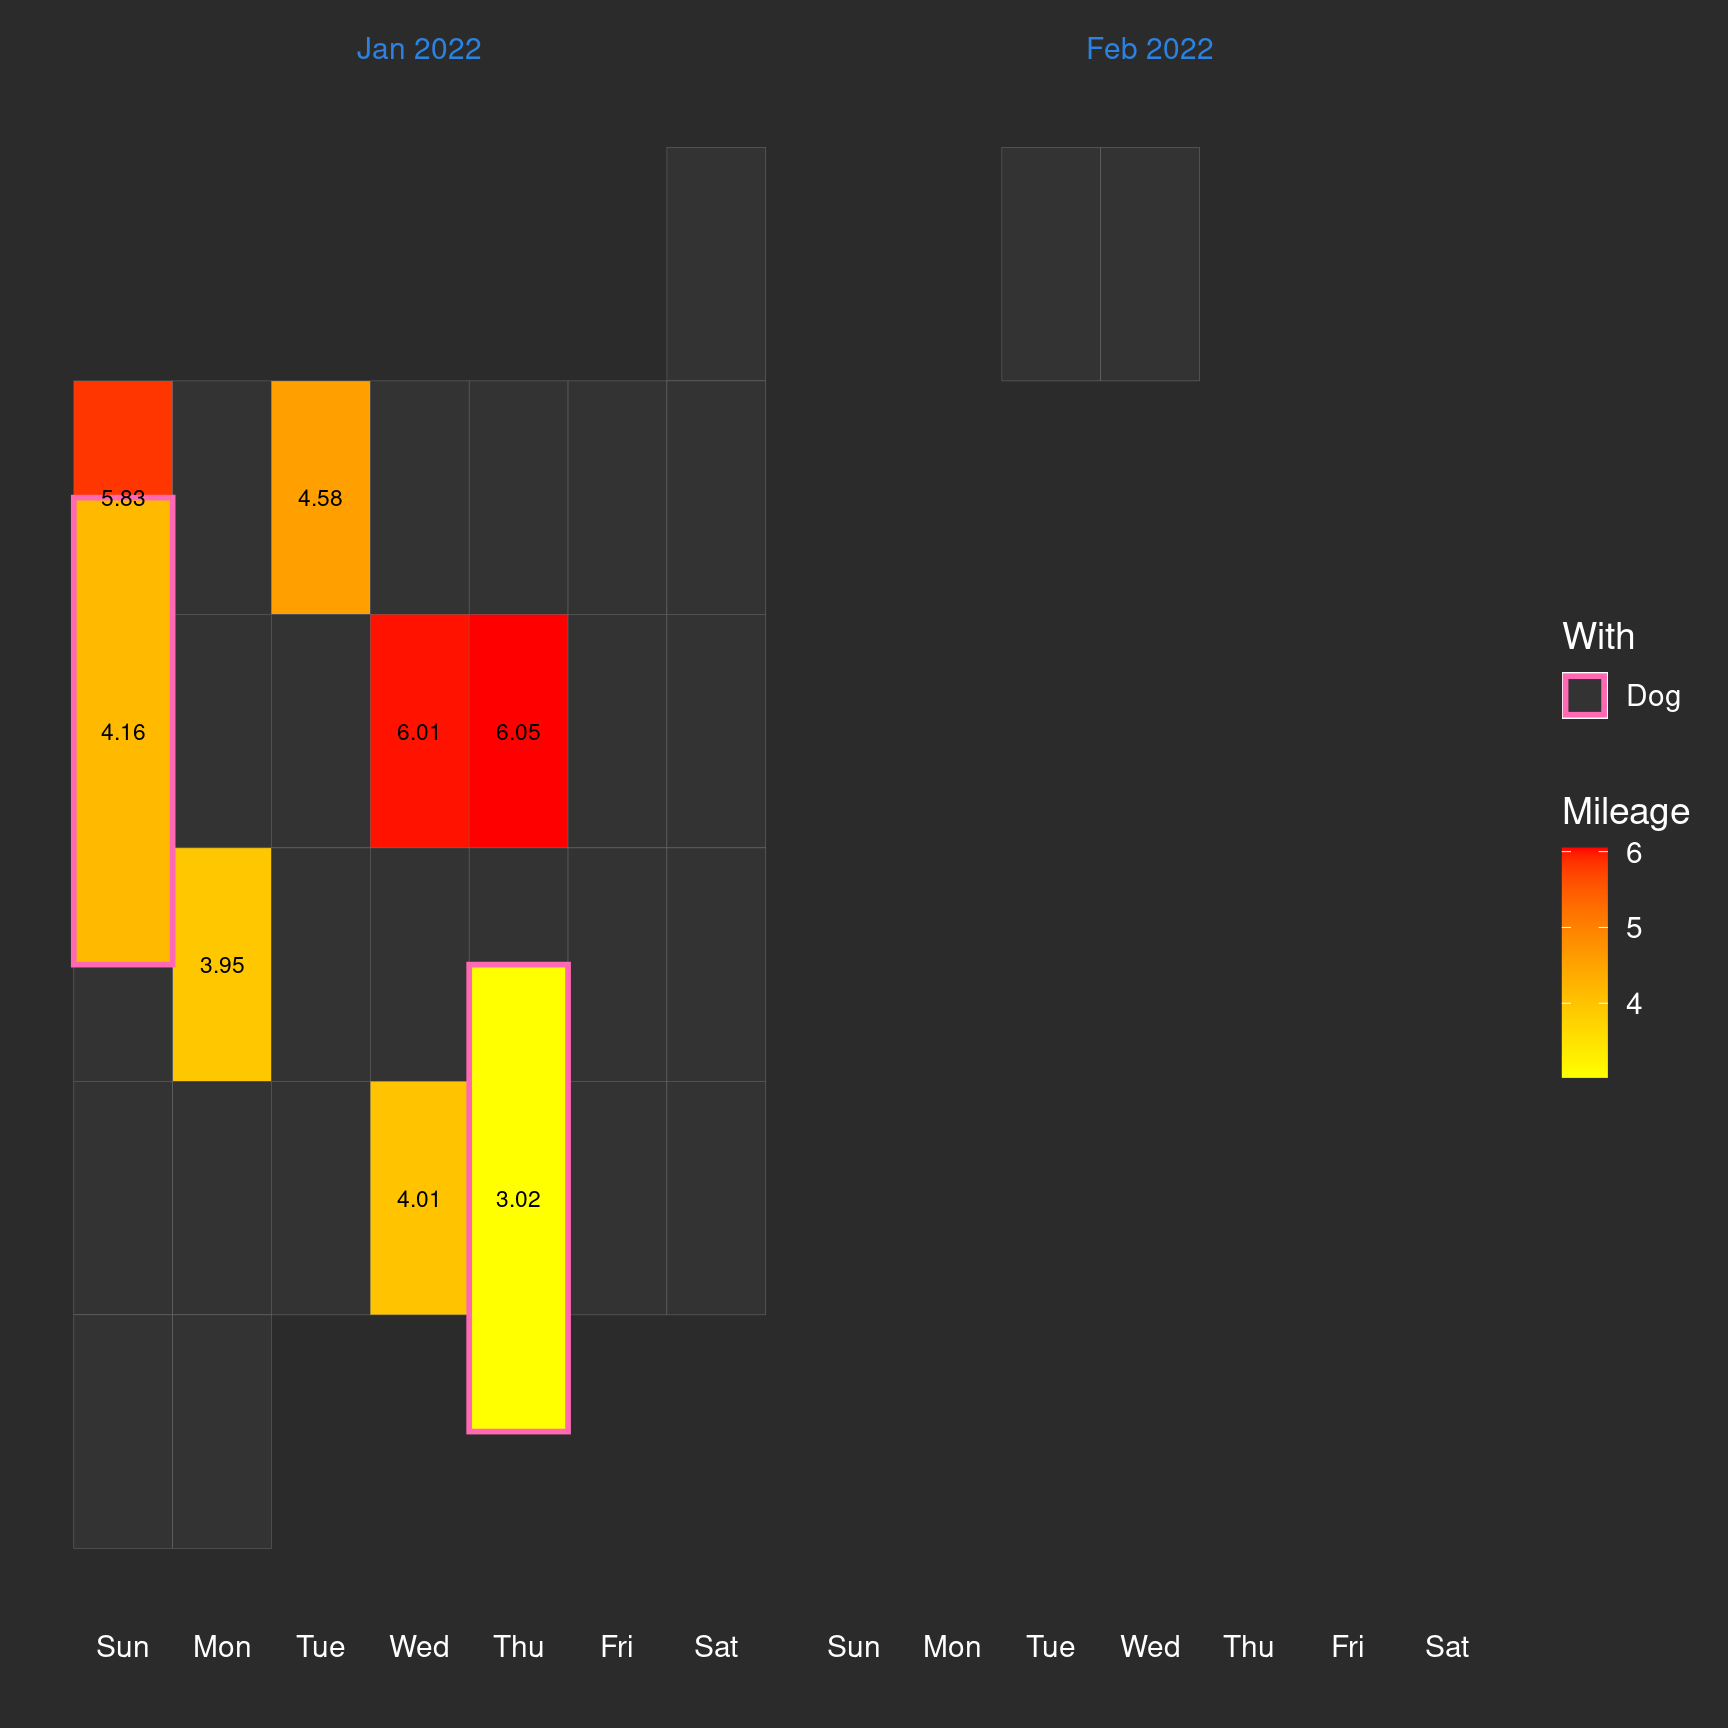 Jan 2022
Feb 2022
5.83
4.58
4.16
6.01
6.05
3.95
4.01
3.02
Sun Mon Tue Wed Thu Fri Sat
Sun Mon Tue Wed Thu Fri Sat
With
Dog
Mileage
6
5
4